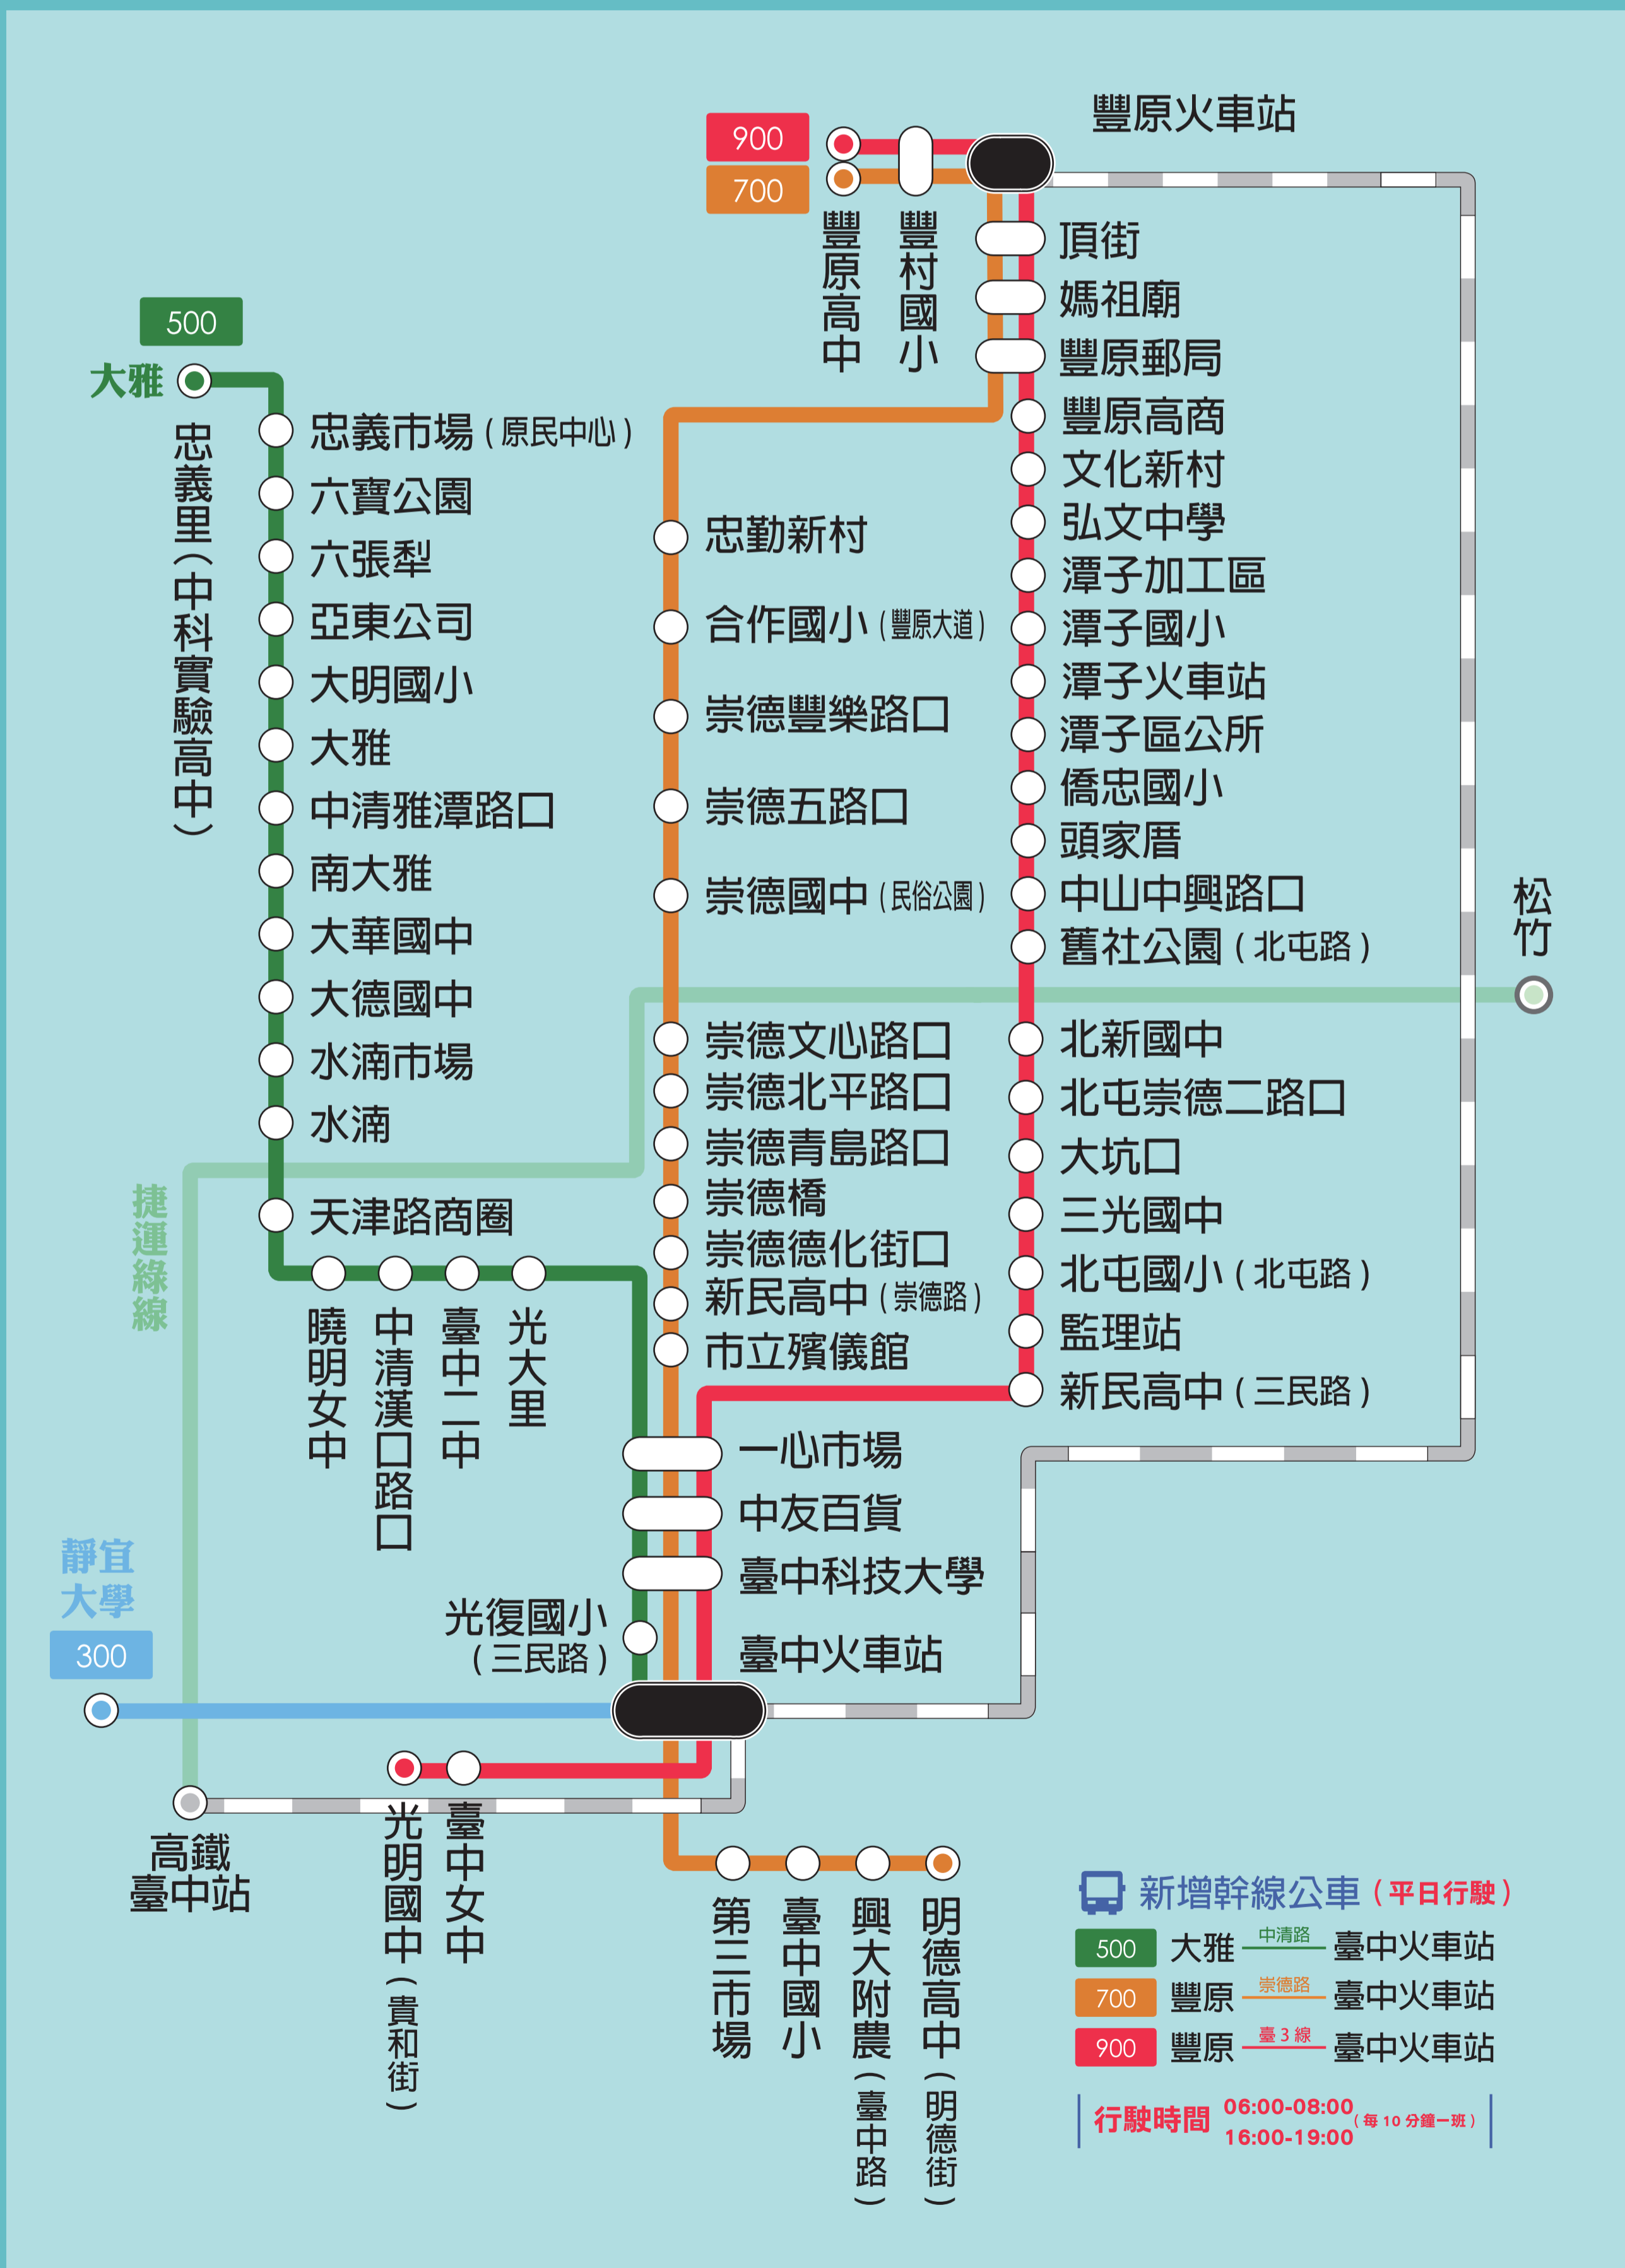 豐原火車站
900
700
豐原高中
豐村國小
頂街
媽祖廟
豐原郵局
豐原高商
文化新村
弘文中學
潭子加工區
潭子國小
潭子火車站
潭子區公所
僑忠國小
頭家厝
中山中興路口
舊社公園(北屯路)
北新國中
北屯崇德二路口
大坑口
三光國中
北屯國小(北屯路)
監理站
新民高中(三民路)
松竹
500
大雅
忠義里(中科實驗高中)
忠義市場(原民中心)
六寶公園
六張犁
亞東公司
大明國小
大雅
中清雅潭路口
南大雅
大華國中
大德國中
水湳市場
水湳
天津路商圈
曉明女中
中清漢口路口
臺中二中
光大里
忠勤新村
合作國小(豐原大道)
崇德豐樂路口
崇德五路口
崇德國中(民俗公園)
崇德文心路口
崇德北平路口
崇德青島路口
崇德橋
崇德德化街口
新民高中(崇德路)
市立殯儀館
捷運綠線
一心市場
中友百貨
臺中科技大學
光復國小
(三民路)
臺中火車站
靜宜
大學
300
高鐵
臺中站
光明國中(貴和街)
臺中女中
第三市場
臺中國小
興大附農(臺中路)
明德高中(明德街)
新增幹線公車(平日行駛)
500 大雅 中清路 臺中火車站
700 豐原 崇德路 臺中火車站
900 豐原 臺3線 臺中火車站
行駛時間 06:00-08:00
16:00-19:00
(每10分鐘一班)